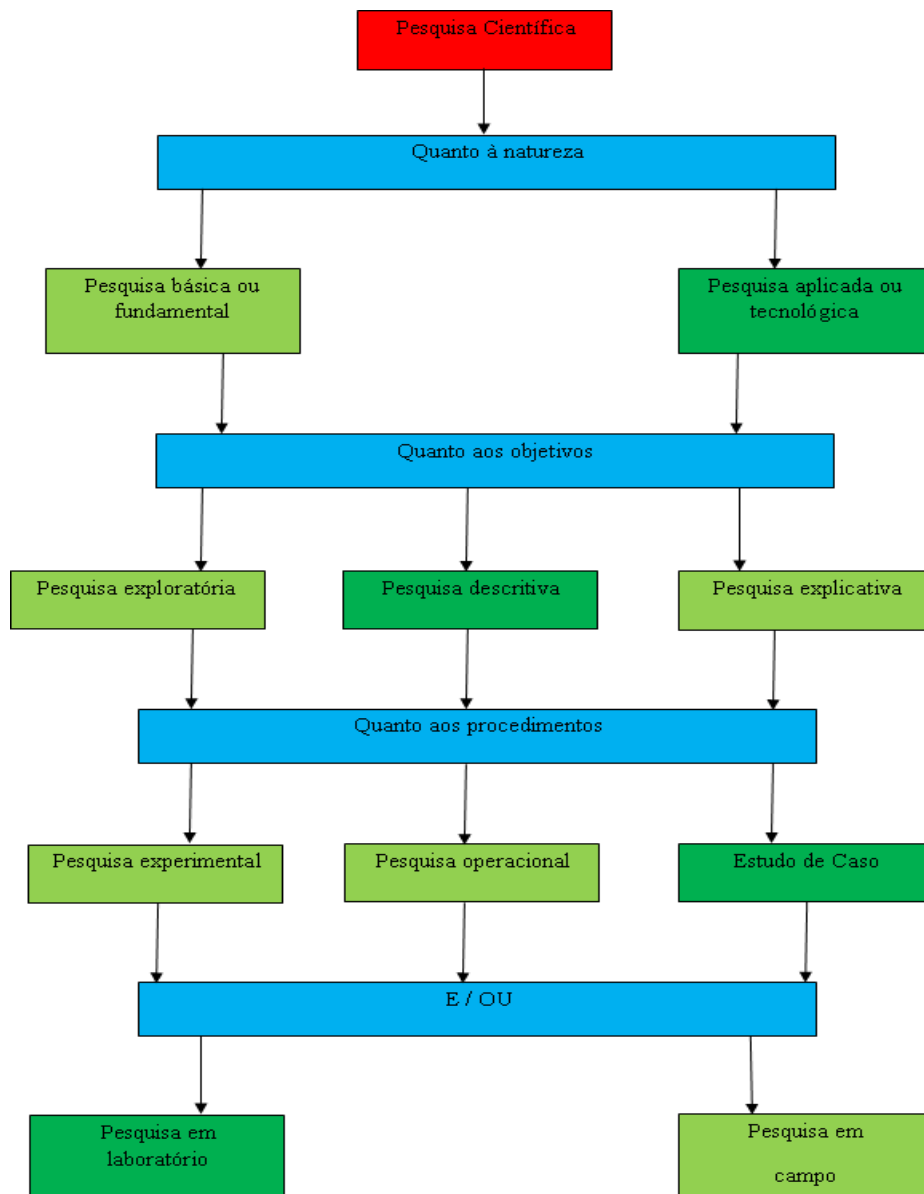 Pesquisa Científica
Quanto à natureza
Pesquisa básica ou
fundamental
Pesquisa aplicada ou
tecnológica
Quanto aos objetivos
Pesquisa exploratória
Pesquisa descritiva
Pesquisa explicativa
Quanto aos procedimentos
Pesquisa experimental
Pesquisa operacional
Estudo de Caso
E / OU
Pesquisa em
laboratório
Pesquisa em
campo